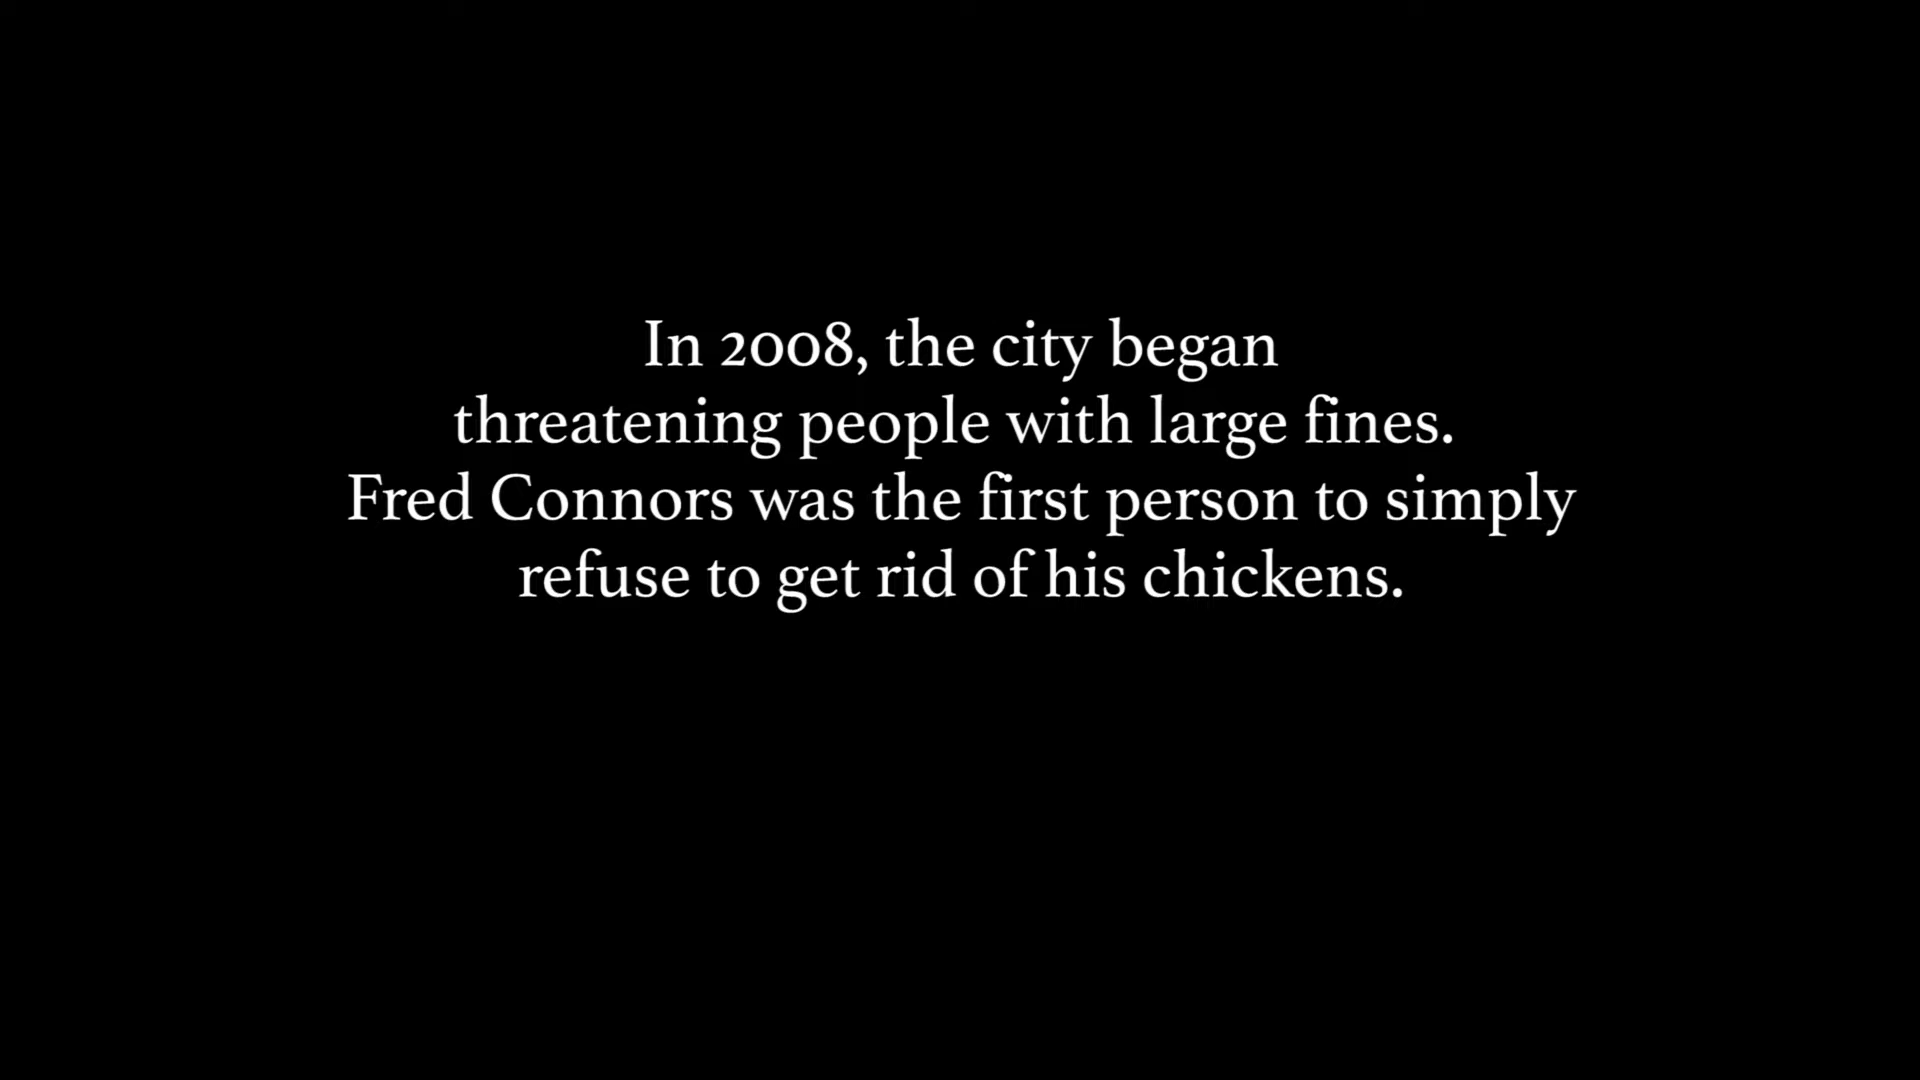 In 2008, the city began
threatening people with large fines.
Fred Connors was the first person to simply
refuse to get rid of his chickens.